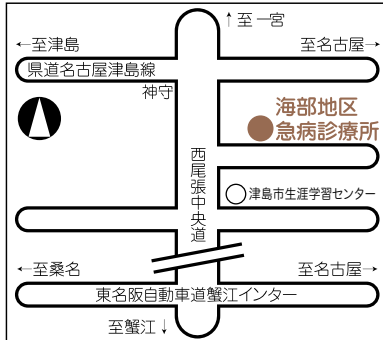 ↑至一宮
←至津島
至名古屋→
県道名古屋津島線
神守
海部地区
急病診療所
西尾張中央道
津島市生涯学習センター
←至桑名
至名古屋→
東名阪自動車道蟹江インター
至蟹江↓